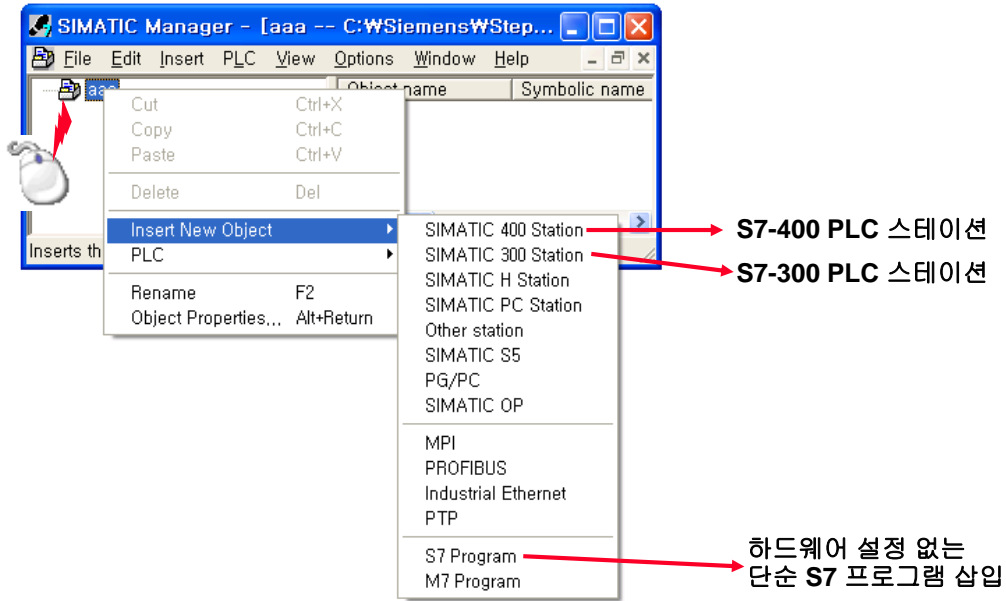 SIMATIC Manager - [aaa -- C:₩Siemens₩Step...
File Edit Insert PLC View Options Window Help
aaa
Object name Symbolic name
Cut Ctrl+X
Copy Ctrl+C
Paste Ctrl+V
Delete Del
Insert New Object
PLC
Rename F2
Object Properties... Alt+Return
Inserts th
SIMATIC 400 Station
SIMATIC 300 Station
SIMATIC H Station
SIMATIC PC Station
Other station
SIMATIC S5
PG/PC
SIMATIC OP
MPI
PROFIBUS
Industrial Ethernet
PTP
S7 Program
M7 Program
S7-400 PLC 스테이션
S7-300 PLC 스테이션
하드웨어 설정 없는
단순 S7 프로그램 삽입